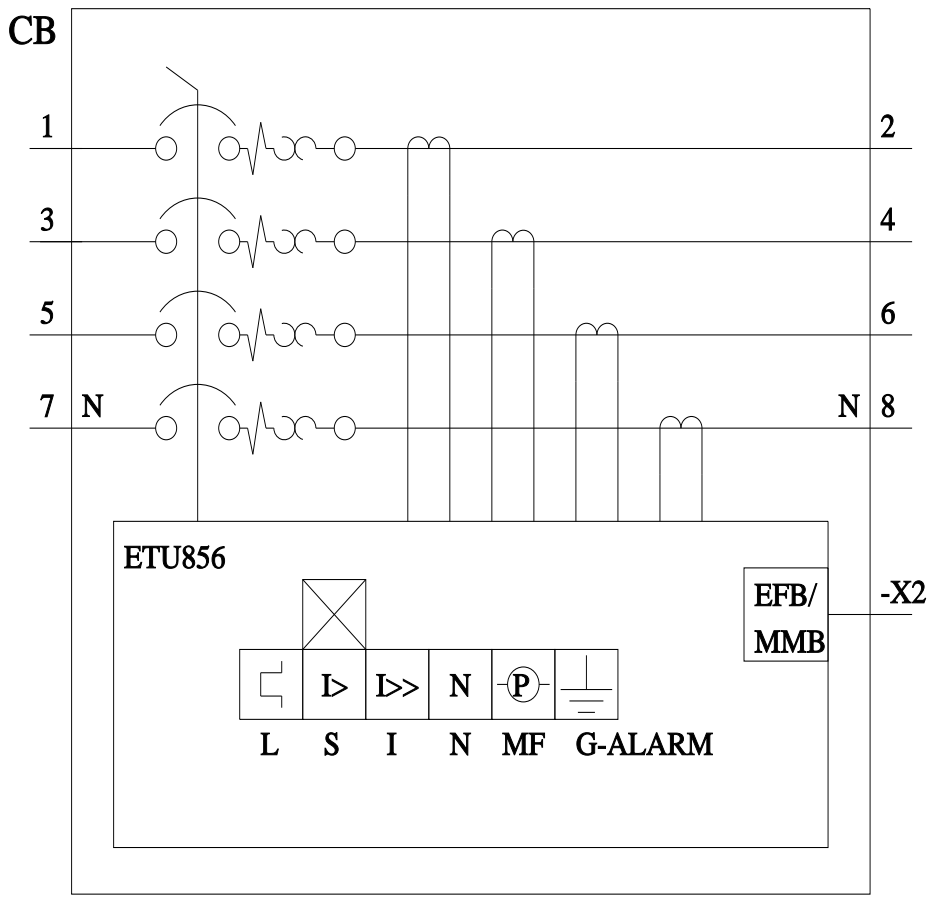 CB
1
2
3
4
5
6
7 N
N 8
ETU856
EFB/
MMB
-X2
I> I>> N P
L S I N MF G-ALARM